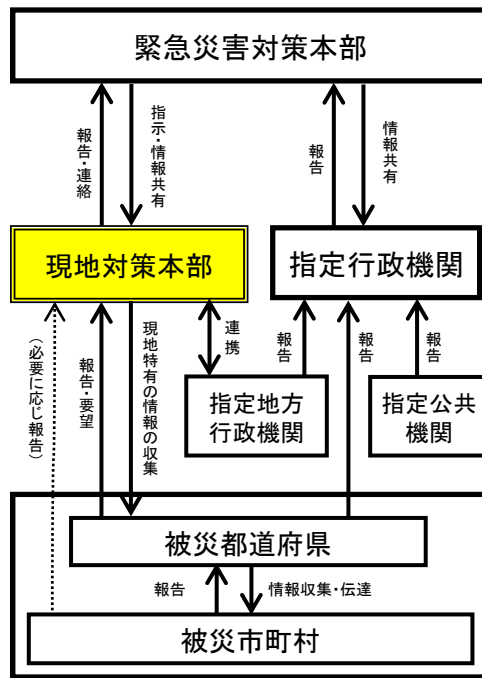 緊急災害対策本部
報告・連絡
指示・情報共有
報告
情報共有
現地対策本部
指定行政機関
（必要に応じ報告）
報告・要望
現地特有の情報の収集
連携
報告
報告
報告
指定地方
行政機関
指定公共
機関
被災都道府県
報告
情報収集・伝達
被災市町村